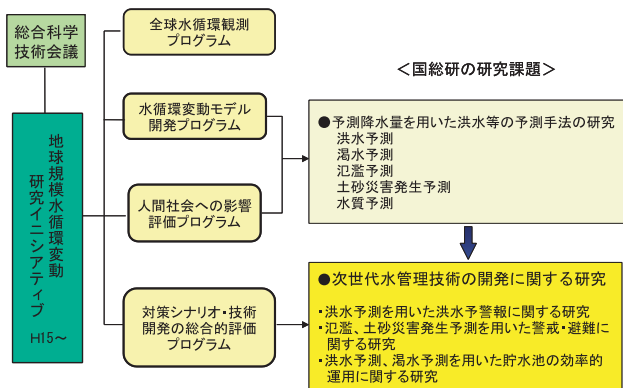 総合科学
技術会議
地球規模水循環変動
研究イニシアティブ
H15～
全球水循環観測
プログラム
水循環変動モデル
開発プログラム
人間社会への影響
評価プログラム
対策シナリオ・技術
開発の総合的評価
プログラム
＜国総研の研究課題＞
●予測降水量を用いた洪水等の予測手法の研究
洪水予測
渇水予測
氾濫予測
土砂災害発生予測
水質予測
●次世代水管理技術の開発に関する研究
・洪水予測を用いた洪水予警報に関する研究
・氾濫、土砂災害発生予測を用いた警戒・避難に
関する研究
・洪水予測、渇水予測を用いた貯水池の効率的
運用に関する研究